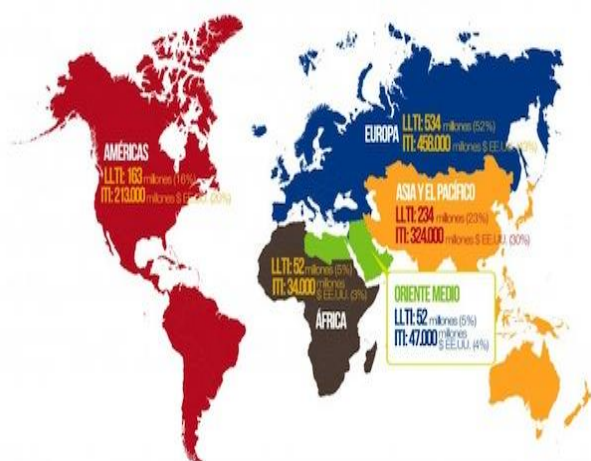 AMÉRICAS
LLTI: 163 millones (16%)
ITI: 213.000 millones $ EE.UU. (20%)
EUROPA
LLTI: 534 millones (52%)
ITI: 458.000 millones $ EE.UU. (43%)
ASIA Y EL PACÍFICO
LLTI: 234 millones (23%)
ITI: 324.000 millones $ EE.UU. (30%)
LLTI: 52 millones (5%)
ITI: 34.000 millones
$ EE.UU. (3%)
ÁFRICA
ORIENTE MEDIO
LLTI: 52 millones (5%)
ITI: 47.000 millones
$ EE.UU. (4%)